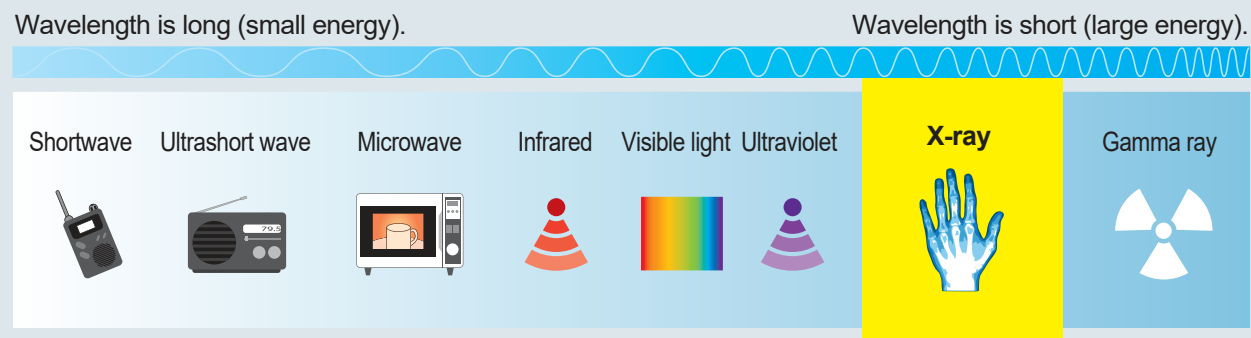 Wavelength is long (small energy). Wavelength is short (large energy).
Shortwave Ultrashort wave Microwave Infrared Visible light Ultraviolet X-ray Gamma ray
79.5